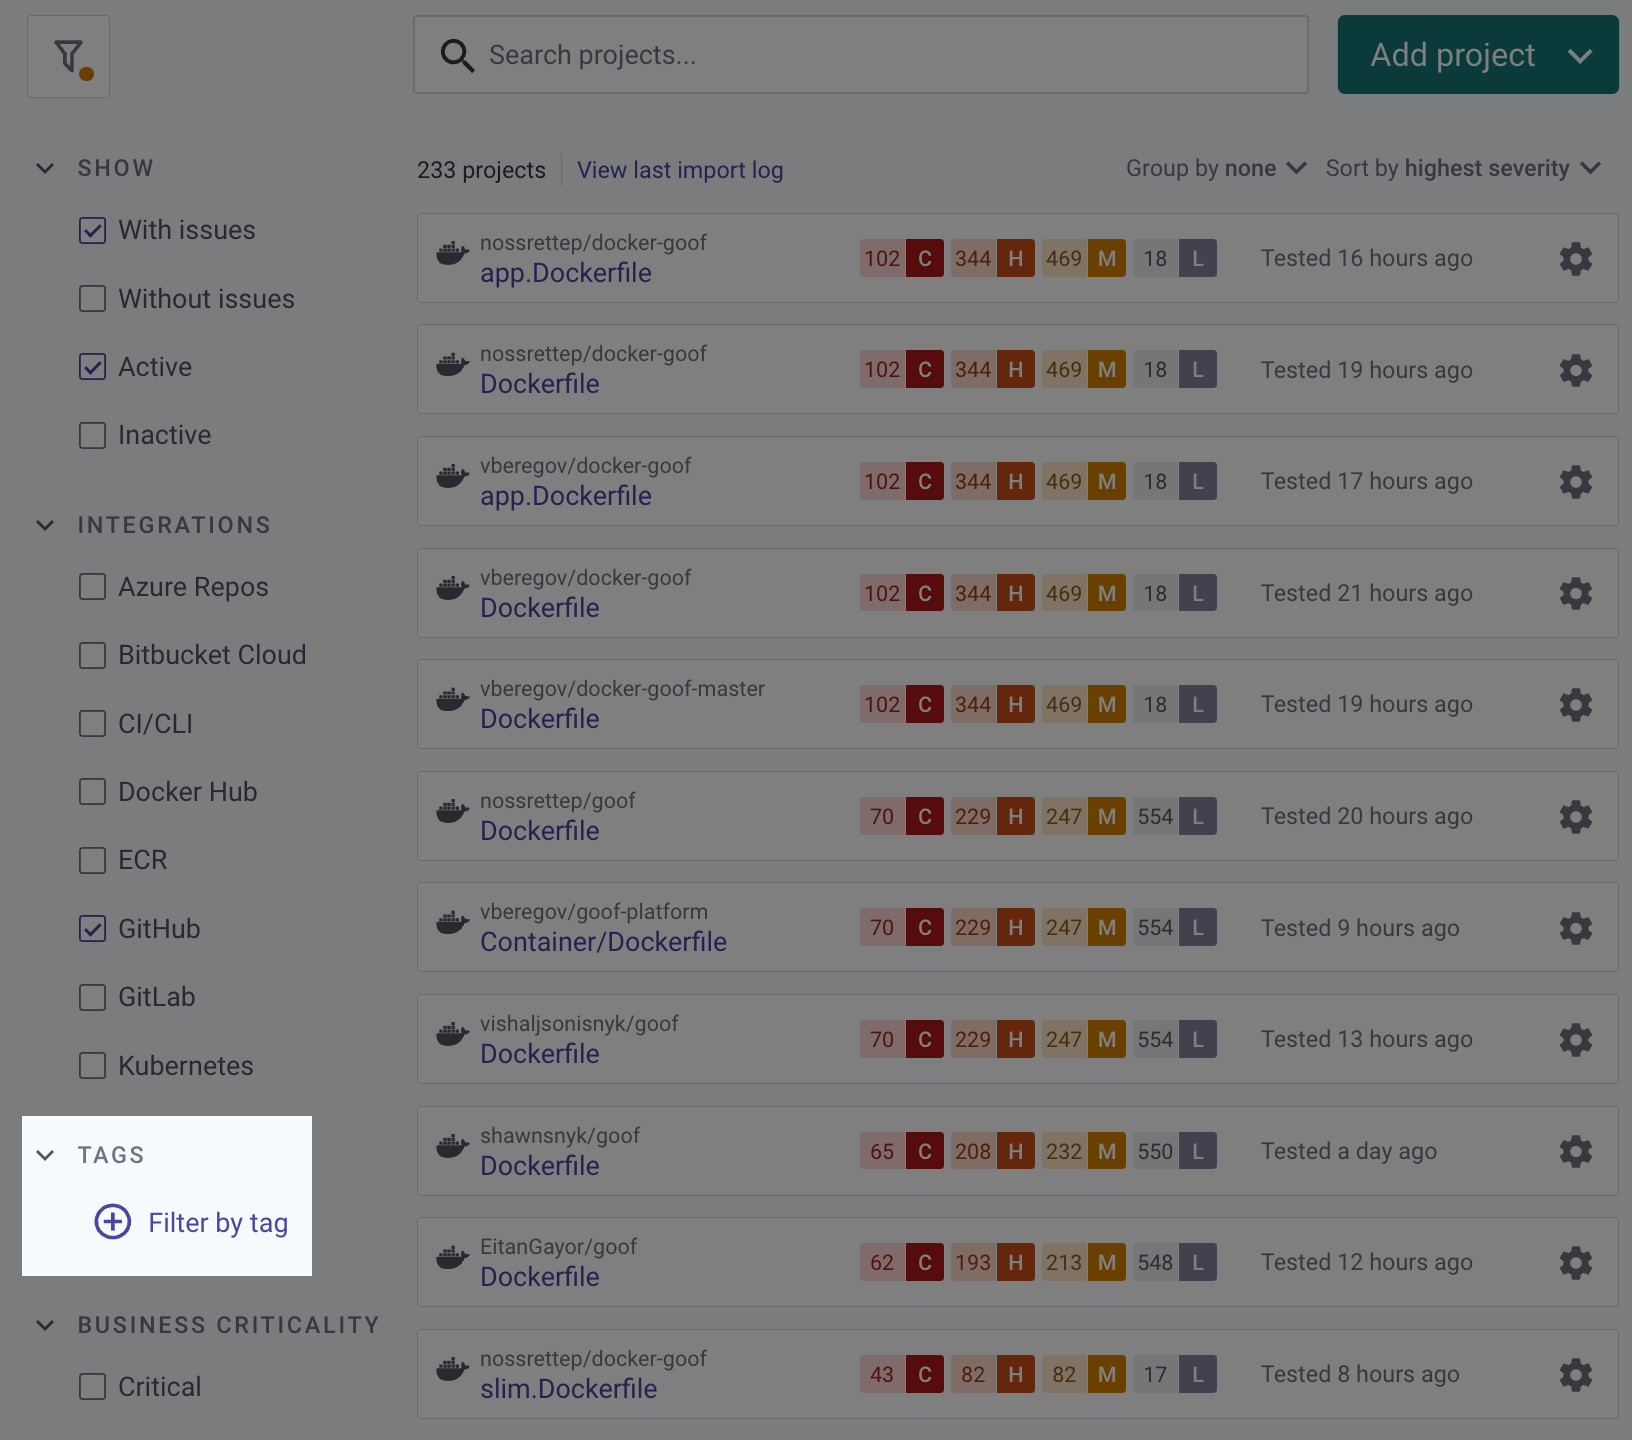 Search projects...
Add project
SHOW
With issues
Without issues
Active
Inactive
INTEGRATIONS
Azure Repos
Bitbucket Cloud
CI/CLI
Docker Hub
ECR
GitHub
GitLab
Kubernetes
TAGS
Filter by tag
BUSINESS CRITICALITY
Critical
233 projects View last import log Group by none Sort by highest severity
nossrettep/docker-goof
app.Dockerfile
102 C 344 H 469 M 18 L Tested 16 hours ago
nossrettep/docker-goof
Dockerfile
102 C 344 H 469 M 18 L Tested 19 hours ago
vberegov/docker-goof
app.Dockerfile
102 C 344 H 469 M 18 L Tested 17 hours ago
vberegov/docker-goof
Dockerfile
102 C 344 H 469 M 18 L Tested 21 hours ago
vberegov/docker-goof-master
Dockerfile
102 C 344 H 469 M 18 L Tested 19 hours ago
nossrettep/goof
Dockerfile
70 C 229 H 247 M 554 L Tested 20 hours ago
vberegov/goof-platform
Container/Dockerfile
70 C 229 H 247 M 554 L Tested 9 hours ago
vishaljsonisnyk/goof
Dockerfile
70 C 229 H 247 M 554 L Tested 13 hours ago
shawnsnyk/goof
Dockerfile
65 C 208 H 232 M 550 L Tested a day ago
EitanGayor/goof
Dockerfile
62 C 193 H 213 M 548 L Tested 12 hours ago
nossrettep/docker-goof
slim.Dockerfile
43 C 82 H 82 M 17 L Tested 8 hours ago